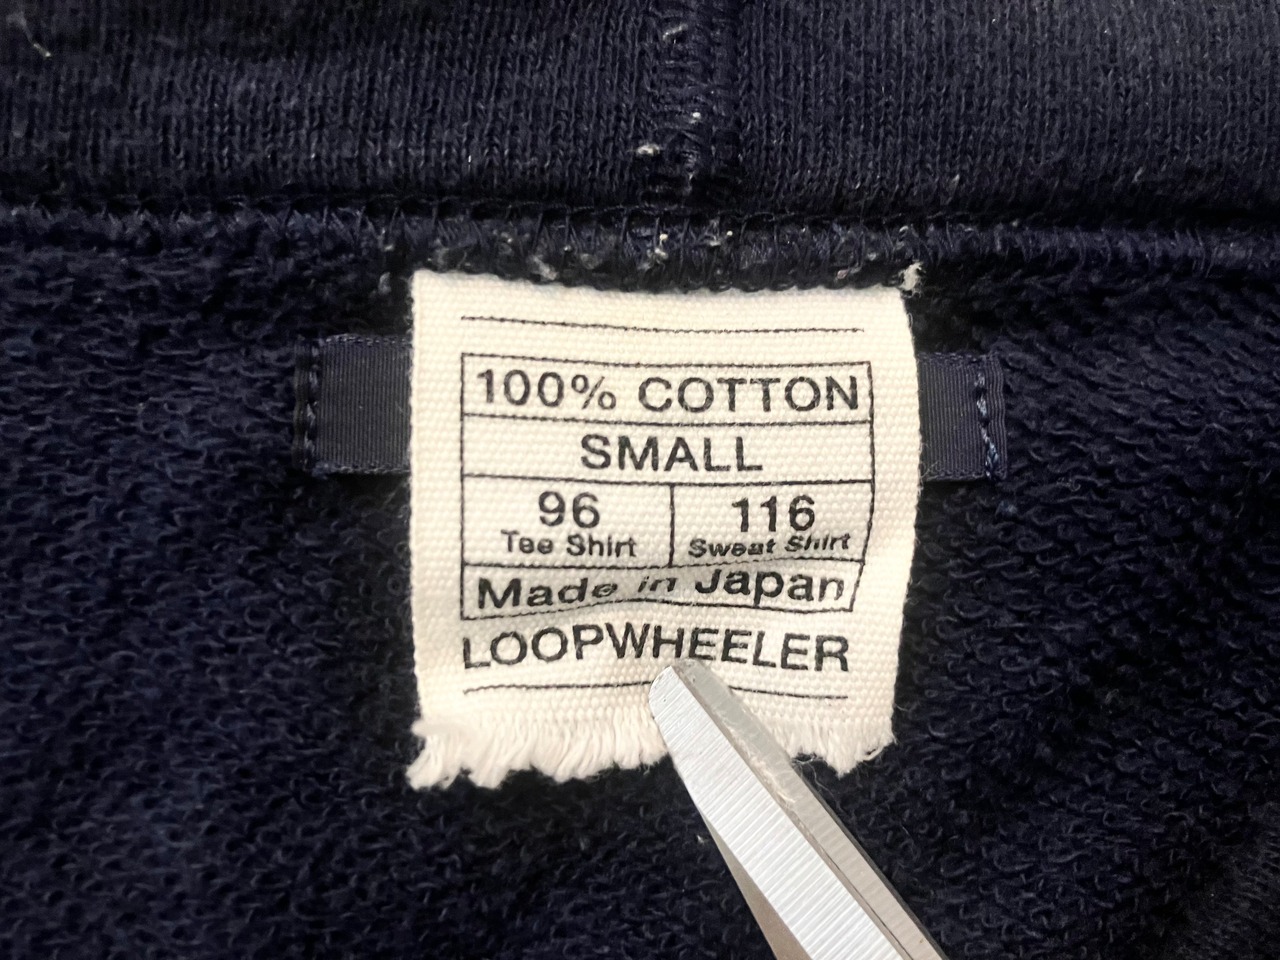 100% COTTON
SMALL
96 116
Tee Shirt Sweat Shirt
Made in Japan
LOOPWHEELER